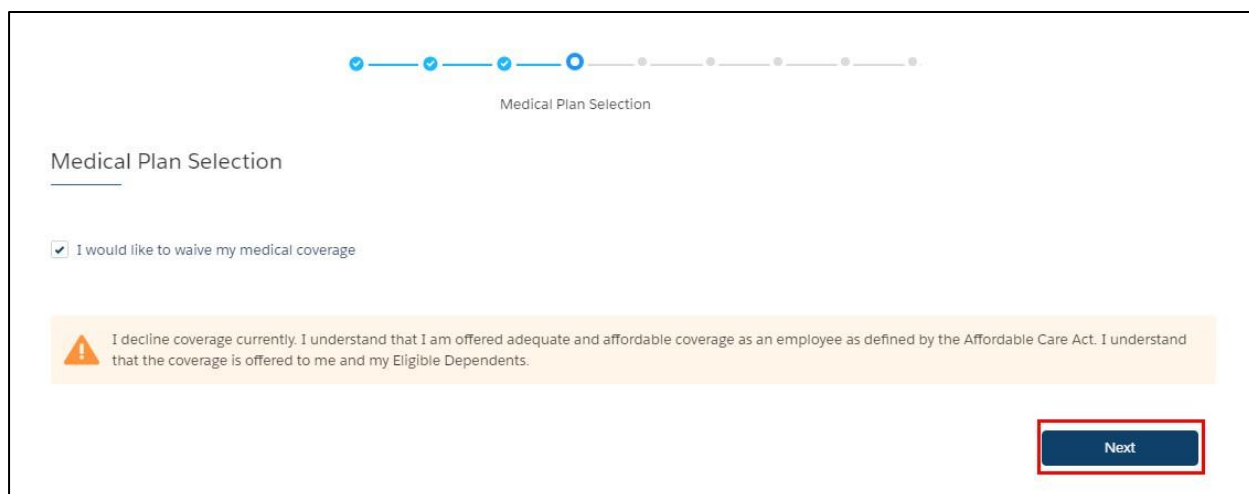 Medical Plan Selection
Medical Plan Selection
I would like to waive my medical coverage
I decline coverage currently. I understand that I am offered adequate and affordable coverage as an employee as defined by the Affordable Care Act. I understand
that the coverage is offered to me and my Eligible Dependents.
Next